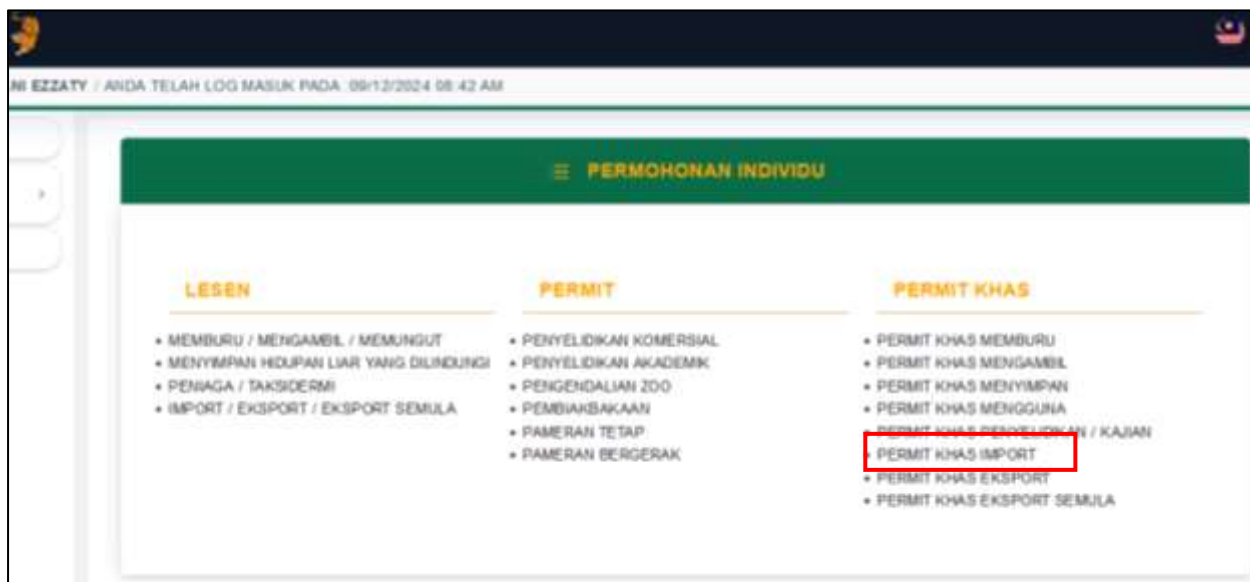 NI EZZATY / ANDA TELAH LOG MASUK PADA :09/12/2024 08:42 AM
PERMOHONAN INDIVIDU
LESEN
• MEMBURU / MENGAMBIL / MEMUNGUT
• MENYIMPAN HIDUPAN LIAR YANG DILINDUNGI
• PENIAGA / TAKSIDERMI
• IMPORT / EKSPORT / EKSPORT SEMULA
PERMIT
• PENYELIDIKAN KOMERSIAL
• PENYELIDIKAN AKADEMIK
• PENGENDALIAN ZOO
• PEMBIAKBAKAAN
• PAMERAN TETAP
• PAMERAN BERGERAK
PERMIT KHAS
• PERMIT KHAS MEMBURU
• PERMIT KHAS MENGAMBIL
• PERMIT KHAS MENYIMPAN
• PERMIT KHAS MENGGUNA
• PERMIT KHAS PENYELIDIKAN / KAJIAN
• PERMIT KHAS IMPORT
• PERMIT KHAS EKSPORT
• PERMIT KHAS EKSPORT SEMULA